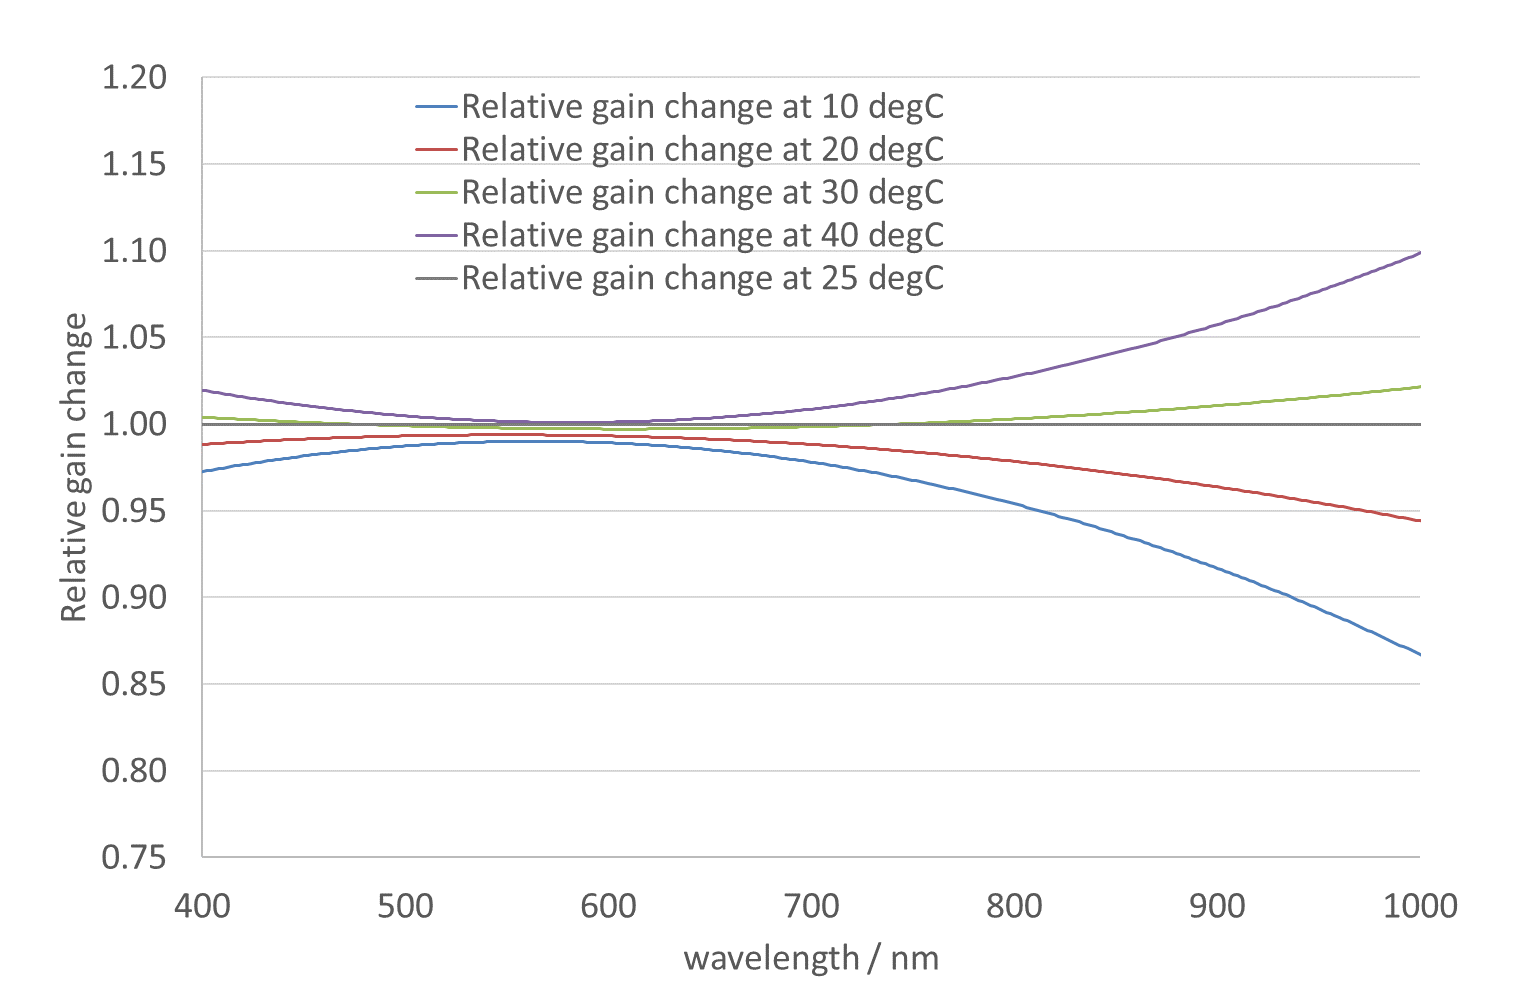 1.20
1.15
1.10
1.05
1.00
0.95
0.90
0.85
0.80
0.75
Relative gain change
Relative gain change at 10 degC
Relative gain change at 20 degC
Relative gain change at 30 degC
Relative gain change at 40 degC
Relative gain change at 25 degC
400 500 600 700 800 900 1000
wavelength / nm